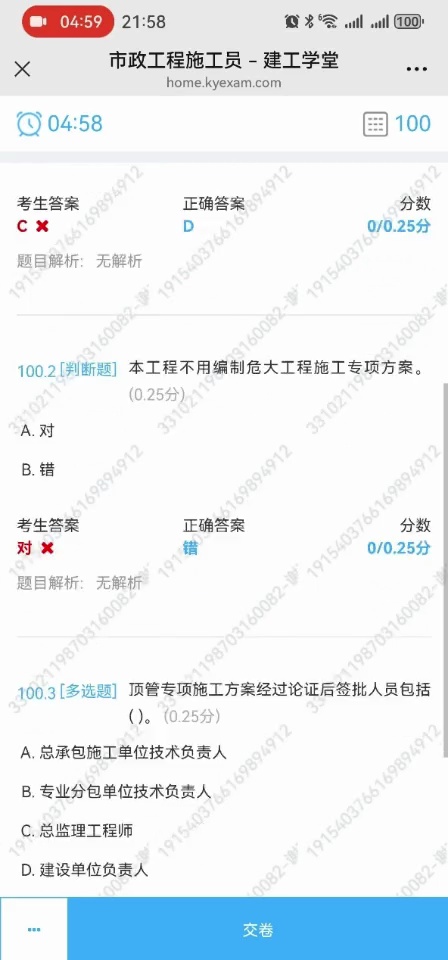 04:59 21:58 100
市政工程施工员 – 建工学堂
home.kyexam.com
04:58 100
考生答案 正确答案 分数
C ✖ D 0/0.25分
题目解析: 无解析
100.2 [判断题] 本工程不用编制危大工程施工专项方案。
(0.25分)
A. 对
B. 错
考生答案 正确答案 分数
对 ✖ 错 0/0.25分
题目解析: 无解析
100.3 [多选题] 顶管专项施工方案经过论证后签批人员包括
( )。 (0.25分)
A. 总承包施工单位技术负责人
B. 专业分包单位技术负责人
C. 总监理工程师
D. 建设单位负责人
... 交卷